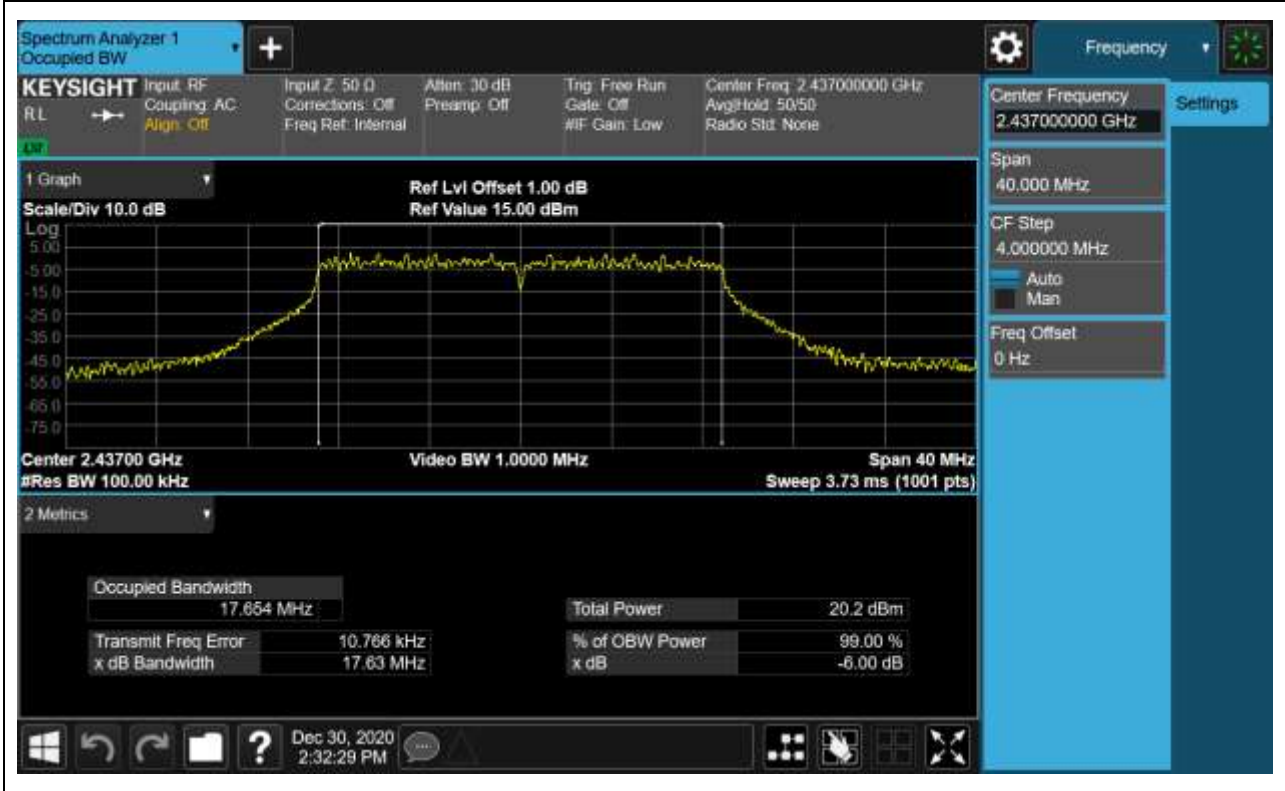 Spectrum Analyzer 1
Occupied BW
+
Frequency
KEYSIGHT
RL
Input: RF
Coupling: AC
Align: Off
Input Z: 50 Ω
Corrections: Off
Freq Ref: Internal
Atten: 30 dB
Preamp: Off
Trig: Free Run
Gate: Off
#IF Gain: Low
Center Freq: 2.437000000 GHz
Avg|Hold: 50/50
Radio Std: None
Center Frequency
2.437000000 GHz
Settings
Span
40.000 MHz
CF Step
4.000000 MHz
Auto
Man
Freq Offset
0 Hz
1 Graph
Scale/Div 10.0 dB
Ref Lvl Offset 1.00 dB
Ref Value 15.00 dBm
Log
5.00
-5.00
-15.0
-25.0
-35.0
-45.0
-55.0
-65.0
-75.0
Center 2.43700 GHz
#Res BW 100.00 kHz
Video BW 1.0000 MHz
Span 40 MHz
Sweep 3.73 ms (1001 pts)
2 Metrics
Occupied Bandwidth
17.654 MHz
Total Power 20.2 dBm
Transmit Freq Error 10.766 kHz
% of OBW Power 99.00 %
x dB Bandwidth 17.63 MHz
x dB -6.00 dB
?
Dec 30, 2020
2:32:29 PM